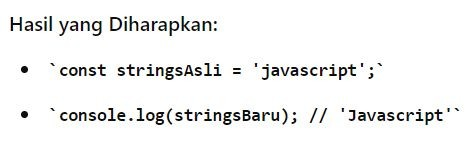 Hasil yang Diharapkan:
• `const stringsAsli = 'javascript';`
• `console.log(stringsBaru); // 'Javascript'`